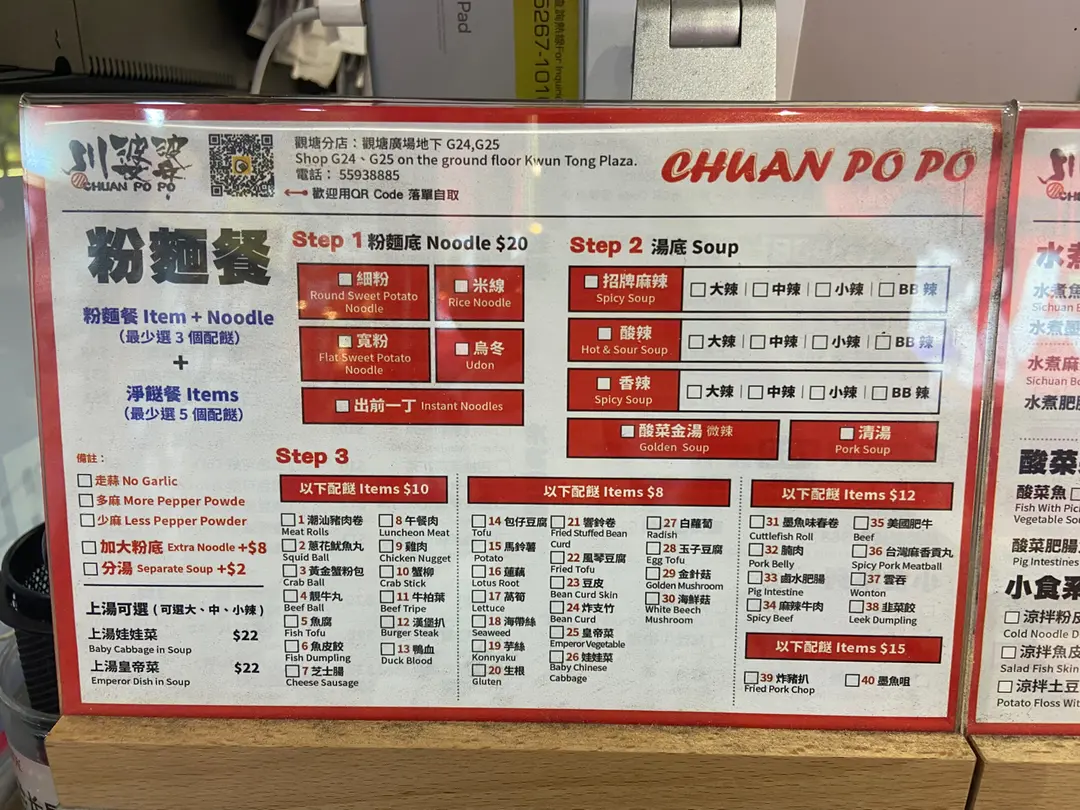 Pad
5267-101
查詢熱線For Inquirie
川婆婆
CHUAN PO PO
觀塘分店：觀塘廣場地下 G24,G25
Shop G24、G25 on the ground floor Kwun Tong Plaza.
電話： 55938885
歡迎用QR Code 落單自取
CHUAN PO PO
粉麵餐
粉麵餐 Item + Noodle
（最少選 3 個配餸）
+
淨餸餐 Items
（最少選 5 個配餸）
Step 1 粉麵底 Noodle $20
細粉
Round Sweet Potato
Noodle
米線
Rice Noodle
寬粉
Flat Sweet Potato
Noodle
烏冬
Udon
出前一丁 Instant Noodles
Step 2 湯底 Soup
招牌麻辣
Spicy Soup
大辣 | 中辣 | 小辣 | BB 辣
酸辣
Hot & Sour Soup
大辣 | 中辣 | 小辣 | BB 辣
香辣
Spicy Soup
大辣 | 中辣 | 小辣 | BB 辣
酸菜金湯 微辣
Golden Soup
清湯
Pork Soup
備註：
走蒜 No Garlic
多麻 More Pepper Powde
少麻 Less Pepper Powder
加大粉底 Extra Noodle +$8
分湯 Separate Soup +$2
上湯可選 ( 可選大、中、小辣 )
上湯娃娃菜 $22
Baby Cabbage in Soup
上湯皇帝菜 $22
Emperor Dish in Soup
Step 3
以下配餸 Items $10
1 潮汕豬肉卷
Meat Rolls
2 蔥花魷魚丸
Squid Ball
3 黃金蟹粉包
Crab Ball
4 靚牛丸
Beef Ball
5 魚腐
Fish Tofu
6 魚皮餃
Fish Dumpling
7 芝士腸
Cheese Sausage
8 午餐肉
Luncheon Meat
9 雞肉
Chicken Nugget
10 蟹柳
Crab Stick
11 牛柏葉
Beef Tripe
12 漢堡扒
Burger Steak
13 鴨血
Duck Blood
以下配餸 Items $8
14 包仔豆腐
Tofu
15 馬鈴薯
Potato
16 蓮藕
Lotus Root
17 萵筍
Lettuce
18 海帶絲
Seaweed
19 芋絲
Konnyaku
20 生根
Gluten
21 響鈴卷
Fried Stuffed Bean
Curd
22 風琴豆腐
Fried Tofu
23 豆皮
Bean Curd Skin
24 炸支竹
Bean Curd
25 皇帝菜
Emperor Vegetable
26 娃娃菜
Baby Chinese
Cabbage
27 白蘿蔔
Radish
28 玉子豆腐
Egg Tofu
29 金針菇
Golden Mushroom
30 海鮮菇
White Beech
Mushroom
以下配餸 Items $12
31 墨魚味春卷
Cuttlefish Roll
32 腩肉
Pork Belly
33 鹵水肥腸
Pig Intestine
34 麻辣牛肉
Spicy Beef
35 美國肥牛
Beef
36 台灣麻香貢丸
Spicy Pork Meatball
37 雲吞
Wonton
38 韭菜餃
Leek Dumpling
以下配餸 Items $15
39 炸豬扒
Fried Pork Chop
40 墨魚咀
CHU
水煮
水煮魚
Sichuan B
水煮墨
水煮麻
Sichuan Be
水煮肥
酸菜
酸菜魚
Fish With Pic
Vegetable Sou
酸菜肥腸
Pig Intestines
小食系
涼拌粉皮
Cold Noodle D
涼拌魚皮
Salad Fish Skin
涼拌土豆
Potato Floss Wit